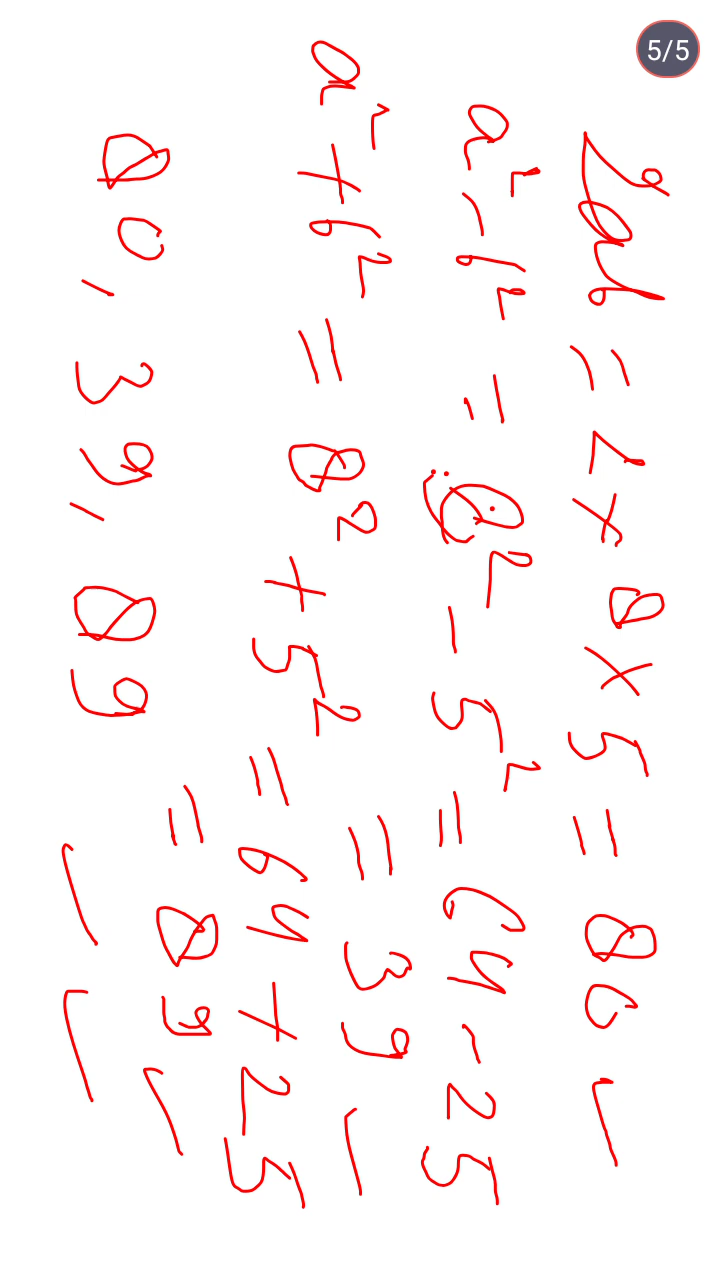 5/5
2ab = 2 × 8 × 5 = 80 ✓
a² - b² = 8² - 5² = 64 - 25
= 39 ✓
a² + b² = 8² + 5² = 64 + 25
= 89 ✓
80, 39, 89 ✓ ✓